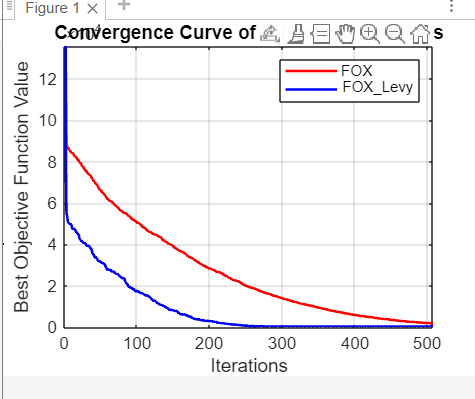 Figure 1
Convergence Curve of s
FOX
FOX_Levy
Best Objective Function Value
12
10
8
6
4
2
0
0 100 200 300 400 500
Iterations